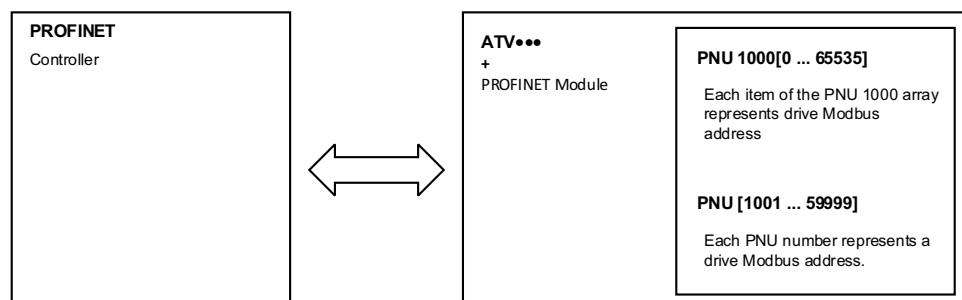 PROFINET
Controller
ATV•••
+
PROFINET Module
PNU 1000[0 ... 65535]
Each item of the PNU 1000 array
represents drive Modbus
address
PNU [1001 ... 59999]
Each PNU number represents a
drive Modbus address.